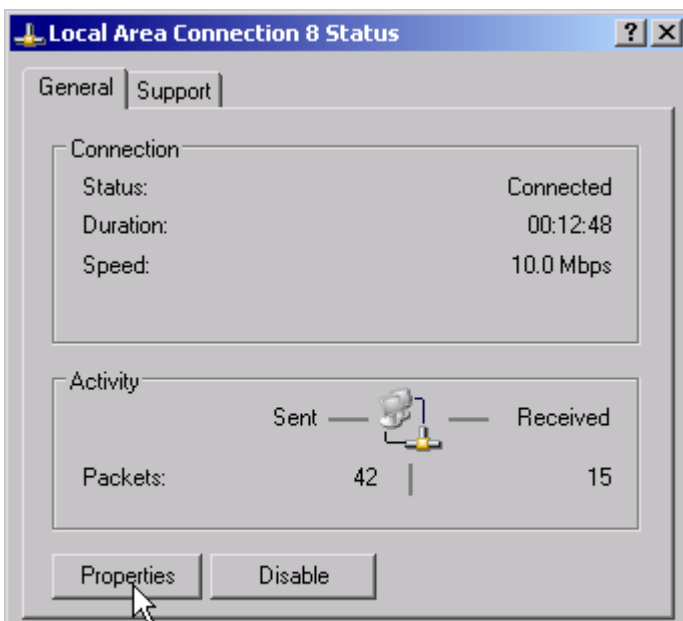 Local Area Connection 8 Status
General Support
Connection
Status: Connected
Duration: 00:12:48
Speed: 10.0 Mbps
Activity
Sent Received
Packets: 42 15
Properties Disable